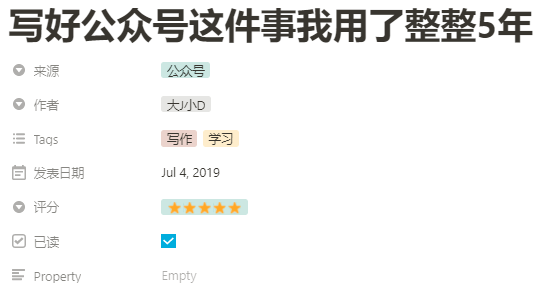 写好公众号这件事我用了整整5年
来源 公众号
作者 大J小D
Tags 写作 学习
发表日期 Jul 4, 2019
评分 ⭐⭐⭐⭐⭐
已读
Property Empty